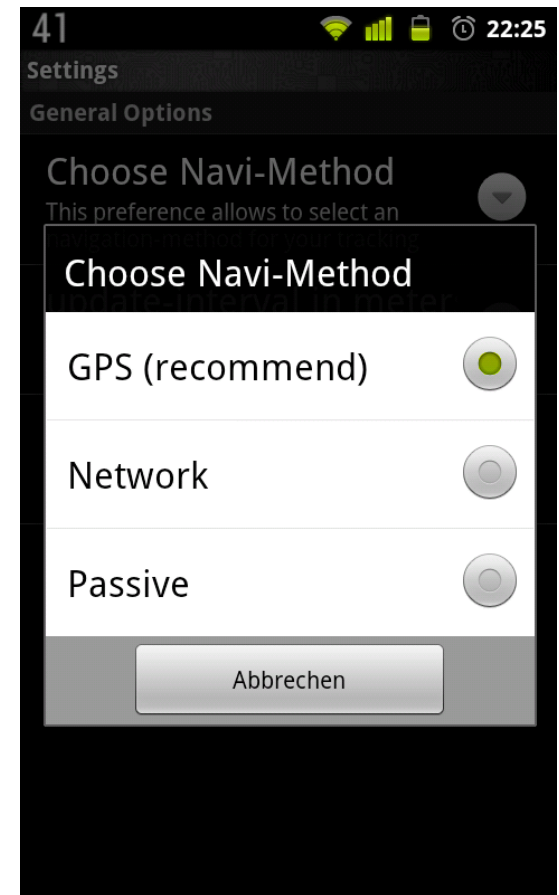 41 22:25
Settings
General Options
Choose Navi-Method
This preference allows to select an
navigation-method for your tracking
Choose Navi-Method
update-interval in meter
GPS (recommend)
Network
Passive
Abbrechen